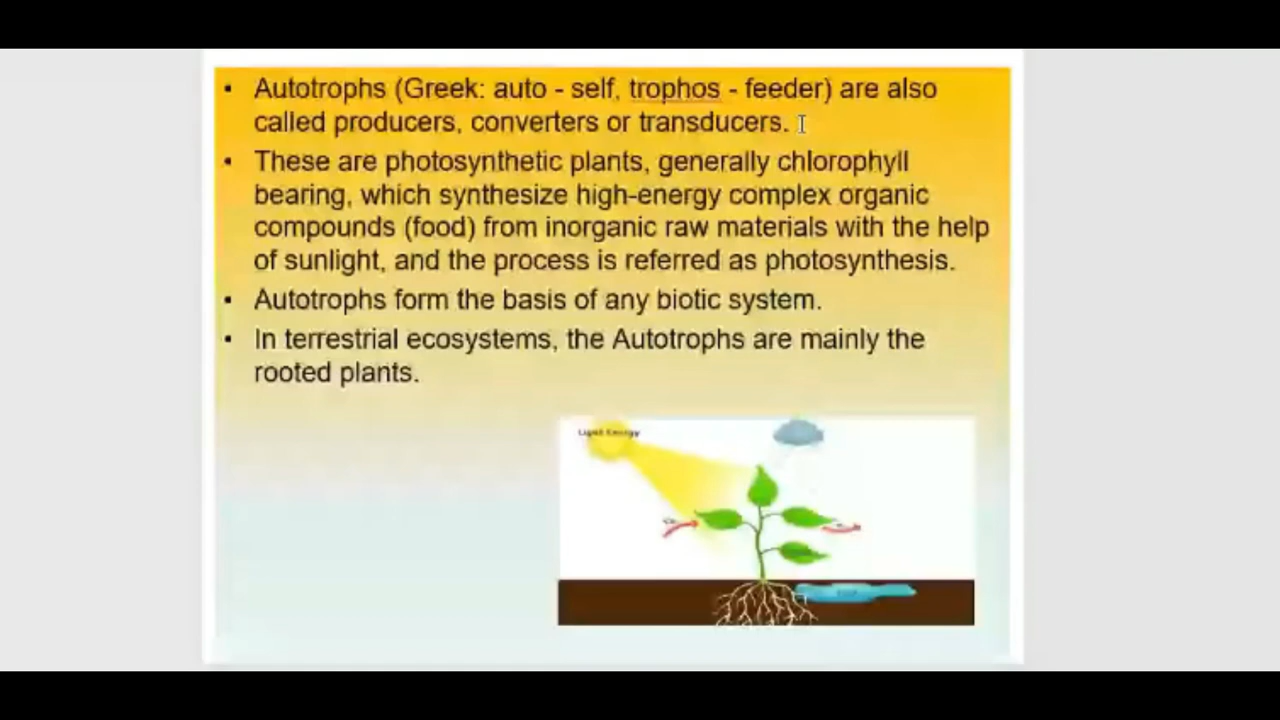 • Autotrophs (Greek: auto - self, trophos - feeder) are also
called producers, converters or transducers.
• These are photosynthetic plants, generally chlorophyll
bearing, which synthesize high-energy complex organic
compounds (food) from inorganic raw materials with the help
of sunlight, and the process is referred as photosynthesis.
• Autotrophs form the basis of any biotic system.
• In terrestrial ecosystems, the Autotrophs are mainly the
rooted plants.
Light Energy